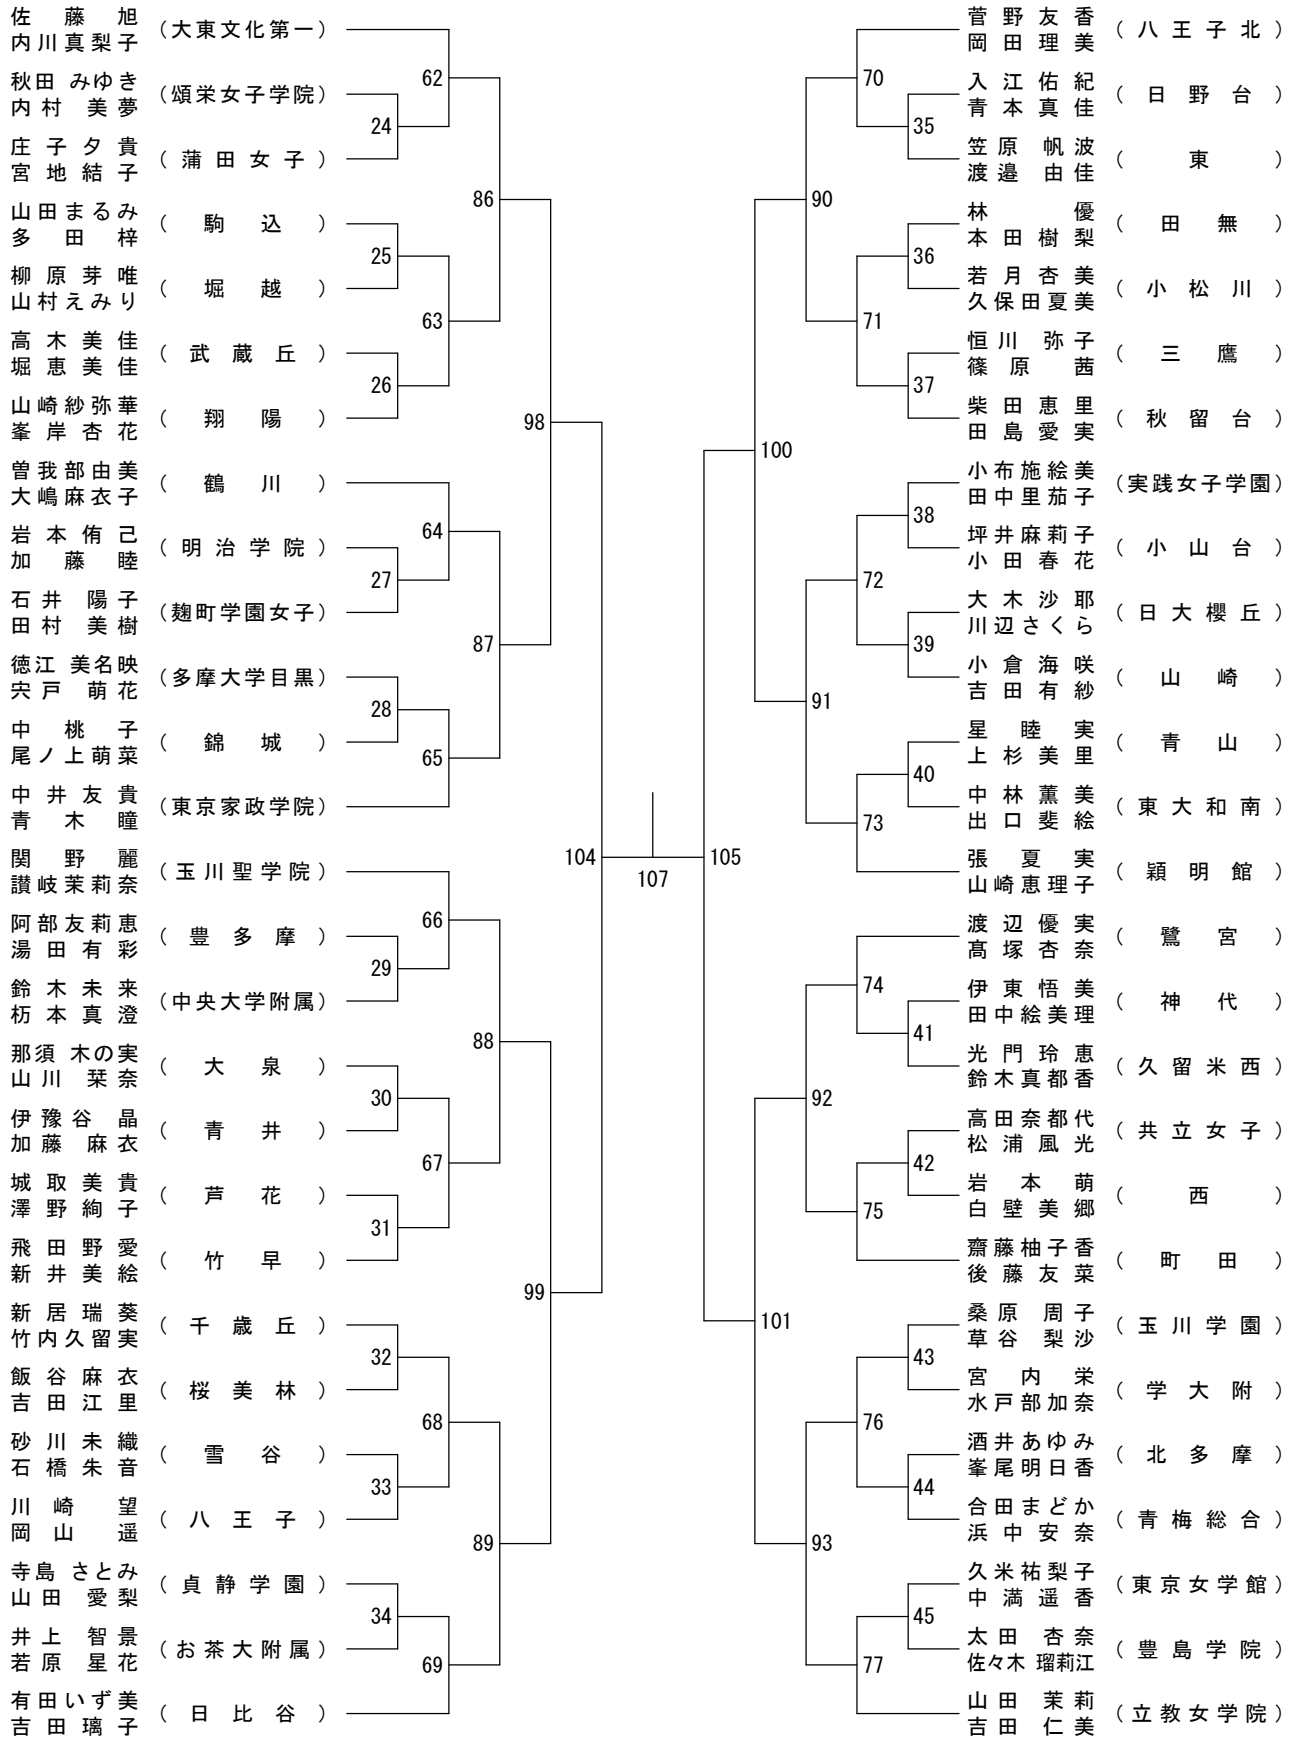 佐藤旭
内川真梨子
(大東文化第一)
秋田 みゆき
内村 美夢
(頌栄女子学院)
庄子夕貴
宮地結子
(蒲田女子)
山田まるみ
多田梓
(駒込)
柳原芽唯
山村えみり
(堀越)
高木美佳
堀恵美佳
(武蔵丘)
山崎紗弥華
峯岸杏花
(翔陽)
曽我部由美
大嶋麻衣子
(鶴川)
岩本侑己
加藤睦
(明治学院)
石井 陽子
田村 美樹
(麹町学園女子)
徳江 美名映
宍戸 萌花
(多摩大学目黒)
中桃子
尾ノ上萌菜
(錦城)
中井友貴
青木瞳
(東京家政学院)
関野麗
讃岐茉莉奈
(玉川聖学院)
阿部友莉恵
湯田有彩
(豊多摩)
鈴木未来
栃本真澄
(中央大学附属)
那須 木の実
山川 栞奈
(大泉)
伊豫谷 晶
加藤 麻衣
(青井)
城取美貴
澤野絢子
(芦花)
飛田野愛
新井美絵
(竹早)
新居瑞葵
竹内久留実
(千歳丘)
飯谷麻衣
吉田江里
(桜美林)
砂川未織
石橋朱音
(雪谷)
川崎望
岡山遥
(八王子)
寺島 さとみ
山田 愛梨
(貞静学園)
井上 智景
若原 星花
(お茶大附属)
有田いず美
吉田璃子
(日比谷)
62
24
86
25
63
26
98
64
27
87
28
65
104
66
29
88
30
67
31
99
32
68
33
89
34
69
107
105
菅野友香
岡田理美
(八王子北)
入江佑紀
青本真佳
(日野台)
笠原 帆波
渡邉 由佳
(東)
林優
本田樹梨
(田無)
若月杏美
久保田夏美
(小松川)
恒川 弥子
篠原 茜
(三鷹)
柴田恵里
田島愛実
(秋留台)
小布施絵美
田中里茄子
(実践女子学園)
坪井麻莉子
小田春花
(小山台)
大木沙耶
川辺さくら
(日大櫻丘)
小倉海咲
吉田有紗
(山崎)
星睦実
上杉美里
(青山)
中林薫美
出口斐絵
(東大和南)
張夏実
山崎恵理子
(穎明館)
渡辺優実
髙塚杏奈
(鷺宮)
伊東悟美
田中絵美理
(神代)
光門玲恵
鈴木真都香
(久留米西)
高田奈都代
松浦風光
(共立女子)
岩本萌
白壁美郷
(西)
齋藤柚子香
後藤友菜
(町田)
桑原 周子
草谷 梨沙
(玉川学園)
宮内栄
水戸部加奈
(学大附)
酒井あゆみ
峯尾明日香
(北多摩)
合田まどか
浜中安奈
(青梅総合)
久米祐梨子
中満遥香
(東京女学館)
太田 杏奈
佐々木 瑠莉江
(豊島学院)
山田 茉莉
吉田 仁美
(立教女学院)
70
35
90
36
71
37
100
38
72
39
91
40
73
74
41
92
42
75
101
43
76
44
93
45
77